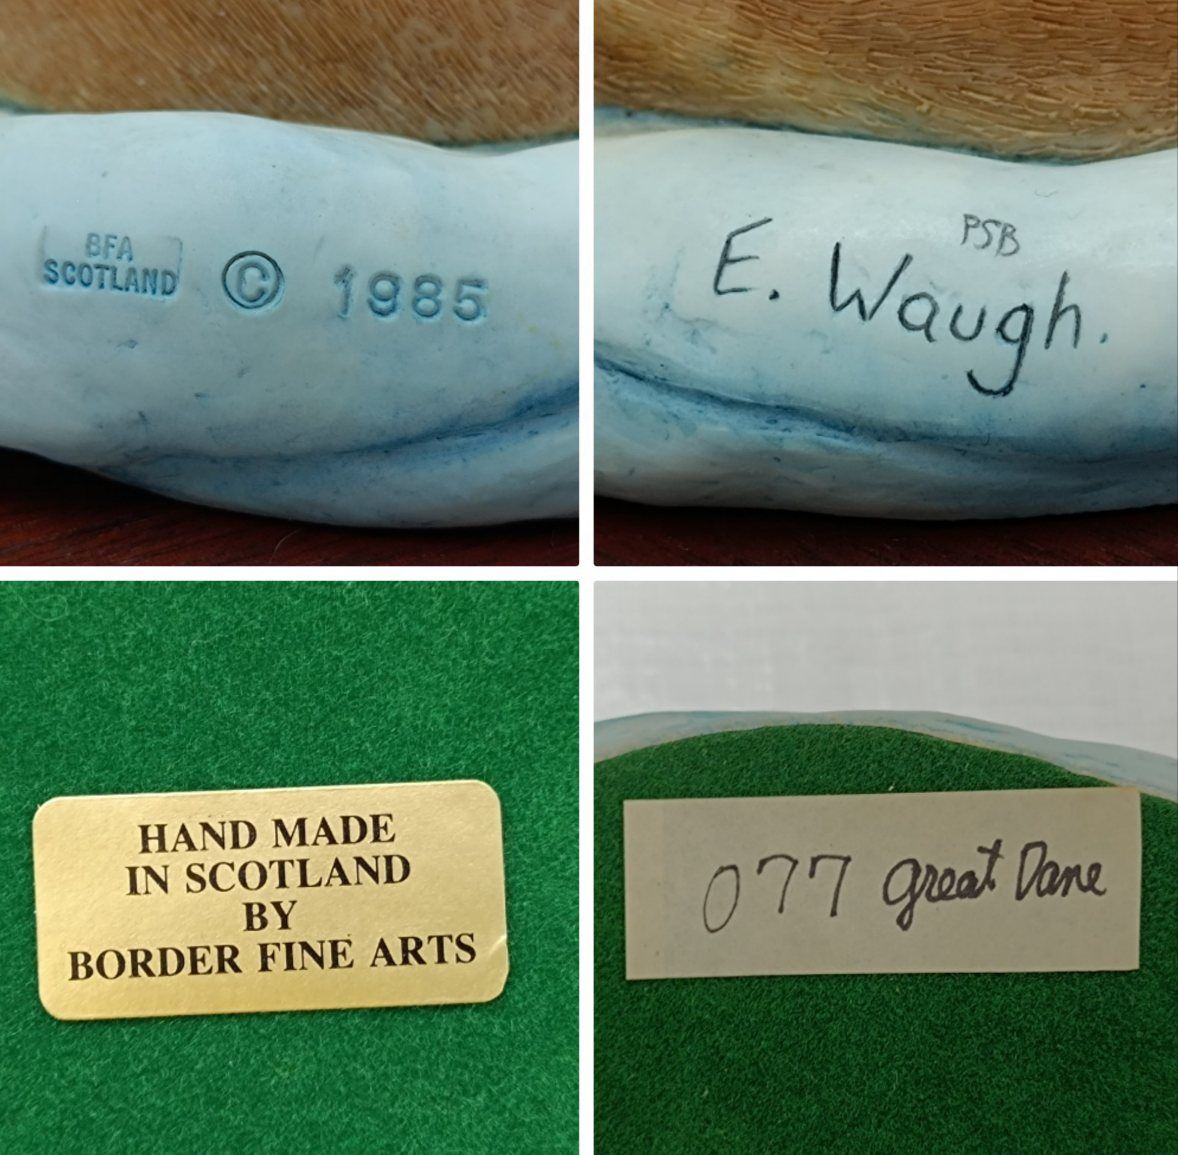 BFA
SCOTLAND
© 1985
PSB
E. Waugh.
HAND MADE
IN SCOTLAND
BY
BORDER FINE ARTS
077 Great Dane